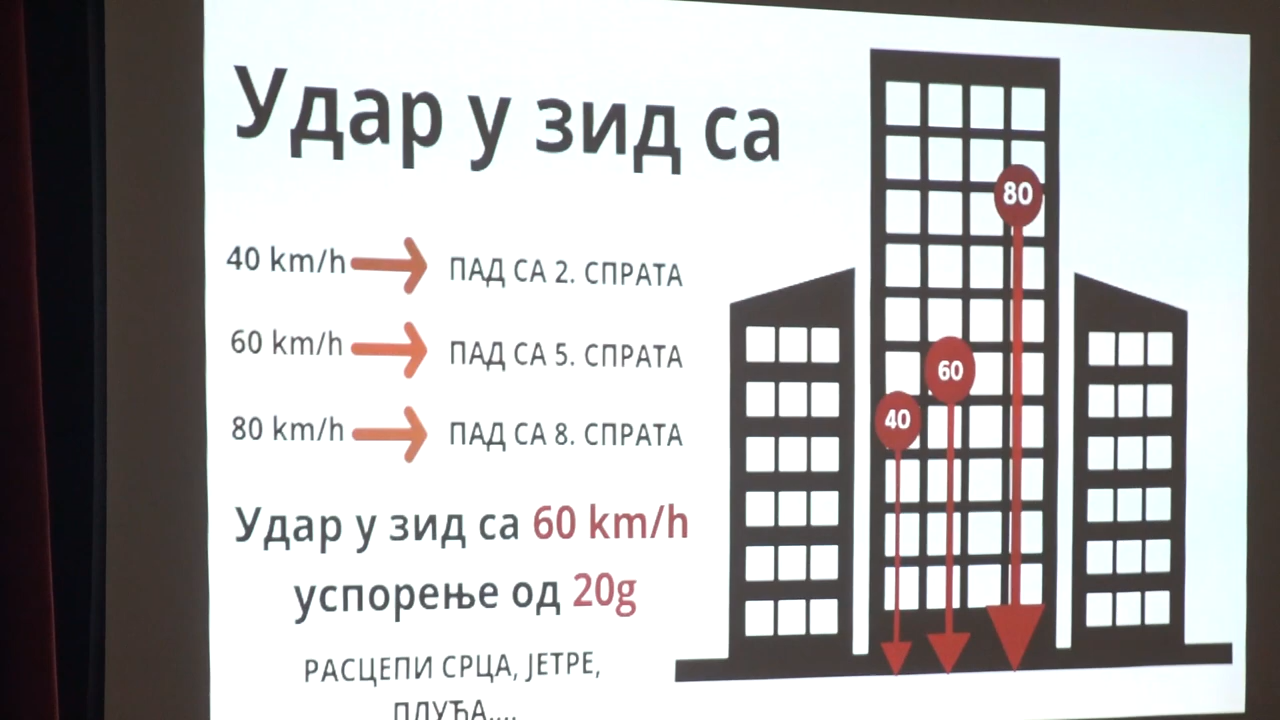 Удар у зид са
40 km/h ПАД СА 2. СПРАТА
60 km/h ПАД СА 5. СПРАТА
80 km/h ПАД СА 8. СПРАТА
Удар у зид са 60 km/h
успорење од 20g
РАСЦЕПИ СРЦА, ЈЕТРЕ,
ПЛУЋА....
80
60
40